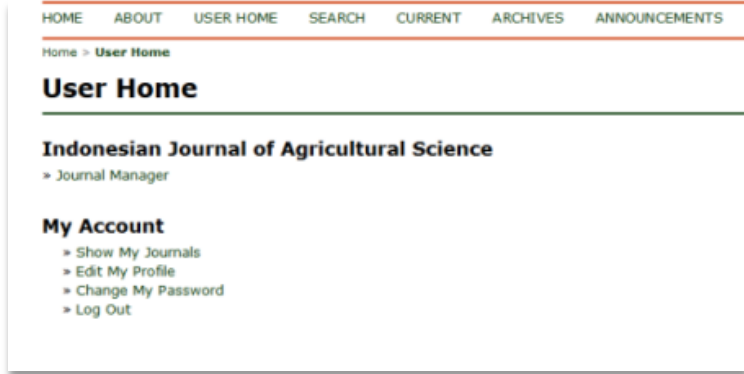 HOME ABOUT USER HOME SEARCH CURRENT ARCHIVES ANNOUNCEMENTS
Home > User Home
User Home
Indonesian Journal of Agricultural Science
» Journal Manager
My Account
» Show My Journals
» Edit My Profile
» Change My Password
» Log Out